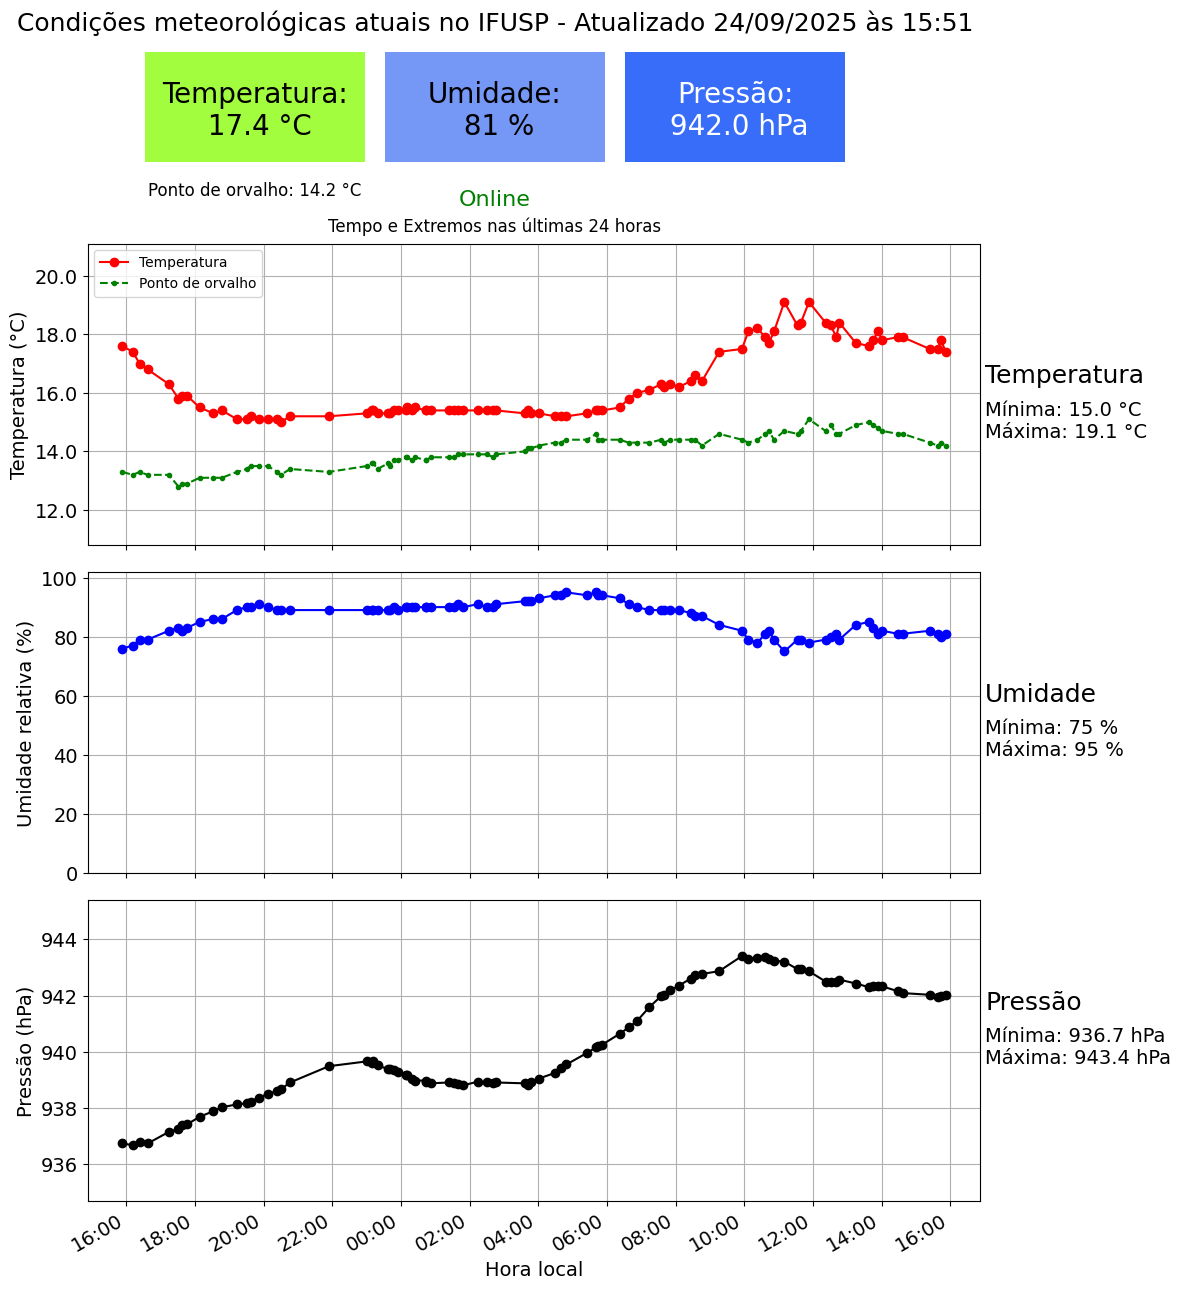 Condições meteorológicas atuais no IFUSP - Atualizado 24/09/2025 às 15:51
Temperatura:
17.4 °C
Umidade:
81 %
Pressão:
942.0 hPa
Ponto de orvalho: 14.2 °C
Online
Tempo e Extremos nas últimas 24 horas
Temperatura
Ponto de orvalho
Temperatura (°C)
20.0
18.0
16.0
14.0
12.0
Temperatura
Mínima: 15.0 °C
Máxima: 19.1 °C
Umidade relativa (%)
100
80
60
40
20
0
Umidade
Mínima: 75 %
Máxima: 95 %
Pressão (hPa)
944
942
940
938
936
Pressão
Mínima: 936.7 hPa
Máxima: 943.4 hPa
16:00 18:00 20:00 22:00 00:00 02:00 04:00 06:00 08:00 10:00 12:00 14:00 16:00
Hora local